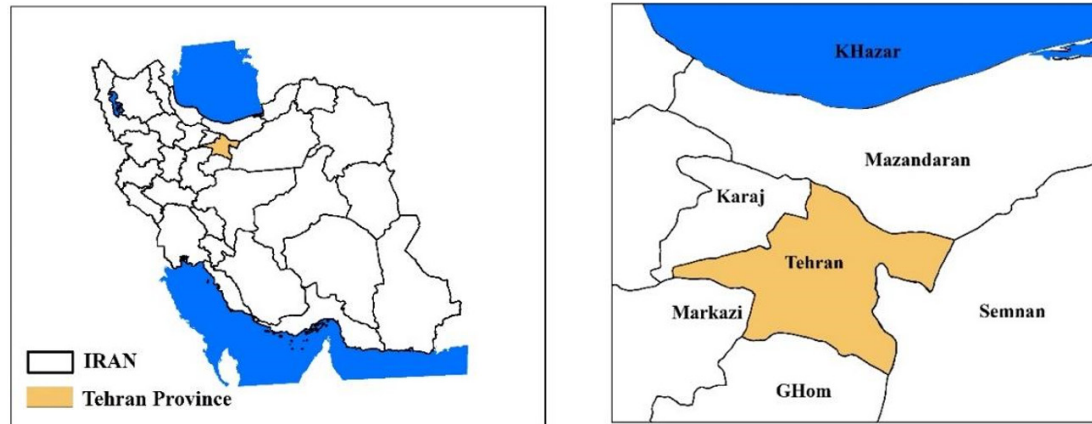 IRAN
Tehran Province
KHazar
Mazandaran
Karaj
Tehran
Markazi
Semnan
GHom